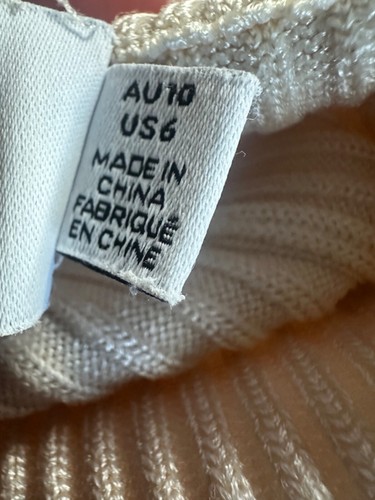 AU10
US6
MADE IN
CHINA
FABRIQUÉ
EN CHINE